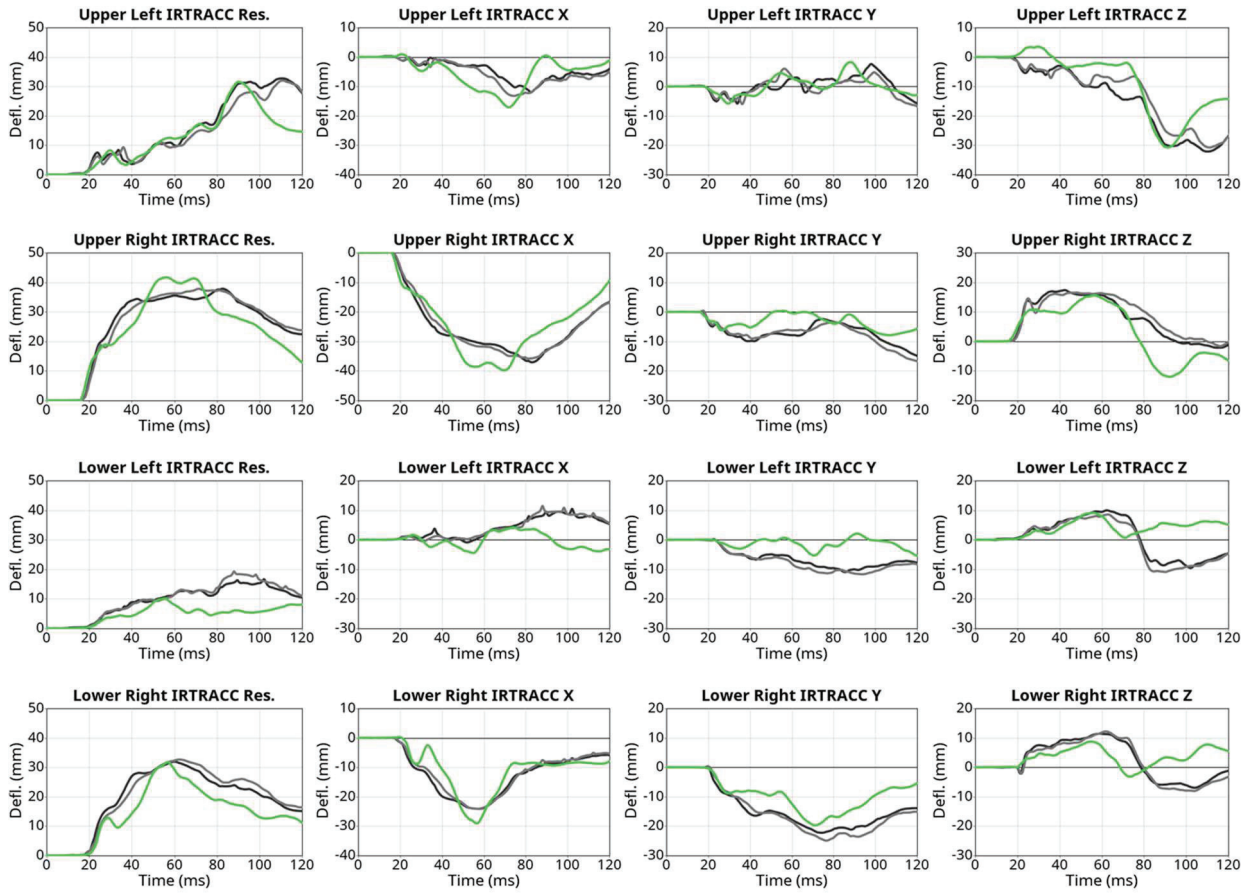 Upper Left IRTRACC Res.
Defl. (mm)
50
40
30
20
10
0
0 20 40 60 80 100 120
Time (ms)
Upper Left IRTRACC X
Defl. (mm)
10
0
-10
-20
-30
-40
0 20 40 60 80 100 120
Time (ms)
Upper Left IRTRACC Y
Defl. (mm)
20
10
0
-10
-20
-30
0 20 40 60 80 100 120
Time (ms)
Upper Left IRTRACC Z
Defl. (mm)
10
0
-10
-20
-30
-40
0 20 40 60 80 100 120
Time (ms)
Upper Right IRTRACC Res.
Defl. (mm)
50
40
30
20
10
0
0 20 40 60 80 100 120
Time (ms)
Upper Right IRTRACC X
Defl. (mm)
0
-10
-20
-30
-40
-50
0 20 40 60 80 100 120
Time (ms)
Upper Right IRTRACC Y
Defl. (mm)
20
10
0
-10
-20
-30
0 20 40 60 80 100 120
Time (ms)
Upper Right IRTRACC Z
Defl. (mm)
30
20
10
0
-10
-20
0 20 40 60 80 100 120
Time (ms)
Lower Left IRTRACC Res.
Defl. (mm)
50
40
30
20
10
0
0 20 40 60 80 100 120
Time (ms)
Lower Left IRTRACC X
Defl. (mm)
20
10
0
-10
-20
-30
0 20 40 60 80 100 120
Time (ms)
Lower Left IRTRACC Y
Defl. (mm)
20
10
0
-10
-20
-30
0 20 40 60 80 100 120
Time (ms)
Lower Left IRTRACC Z
Defl. (mm)
20
10
0
-10
-20
-30
0 20 40 60 80 100 120
Time (ms)
Lower Right IRTRACC Res.
Defl. (mm)
50
40
30
20
10
0
0 20 40 60 80 100 120
Time (ms)
Lower Right IRTRACC X
Defl. (mm)
10
0
-10
-20
-30
-40
0 20 40 60 80 100 120
Time (ms)
Lower Right IRTRACC Y
Defl. (mm)
20
10
0
-10
-20
-30
0 20 40 60 80 100 120
Time (ms)
Lower Right IRTRACC Z
Defl. (mm)
20
10
0
-10
-20
-30
0 20 40 60 80 100 120
Time (ms)